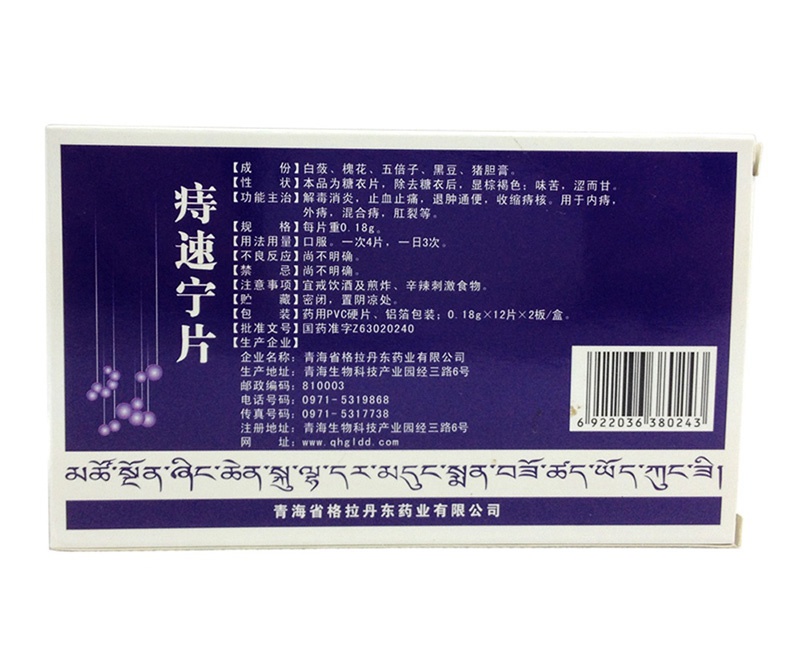 痔速宁片
【成　份】白蔹、槐花、五倍子、黑豆、猪胆膏。
【性　状】本品为糖衣片，除去糖衣后，显棕褐色；味苦，涩而甘。
【功能主治】解毒消炎，止血止痛，退肿通便，收缩痔核。用于内痔，
外痔，混合痔，肛裂等。
【规　格】每片重0.18g。
【用法用量】口服。一次4片，一日3次。
【不良反应】尚不明确。
【禁　忌】尚不明确。
【注意事项】宜戒饮酒及煎炸、辛辣刺激食物。
【贮　藏】密闭，置阴凉处。
【包　装】药用PVC硬片、铝箔包装；0.18g×12片×2板/盒。
【批准文号】国药准字Z63020240
【生产企业】
企业名称：青海省格拉丹东药业有限公司
生产地址：青海生物科技产业园经三路6号
邮政编码：810003
电话号码：0971-5319868
传真号码：0971-5317738
注册地址：青海生物科技产业园经三路6号
网　址：www.qhgldd.com
6 922036 380243
མཚོ་སྔོན་ཞིང་ཆེན་སྐུ་ལྷ་དར་མདུང་སྨན་བཟོ་ཚད་ཡོད་ཀུང་ཟི།
青海省格拉丹东药业有限公司